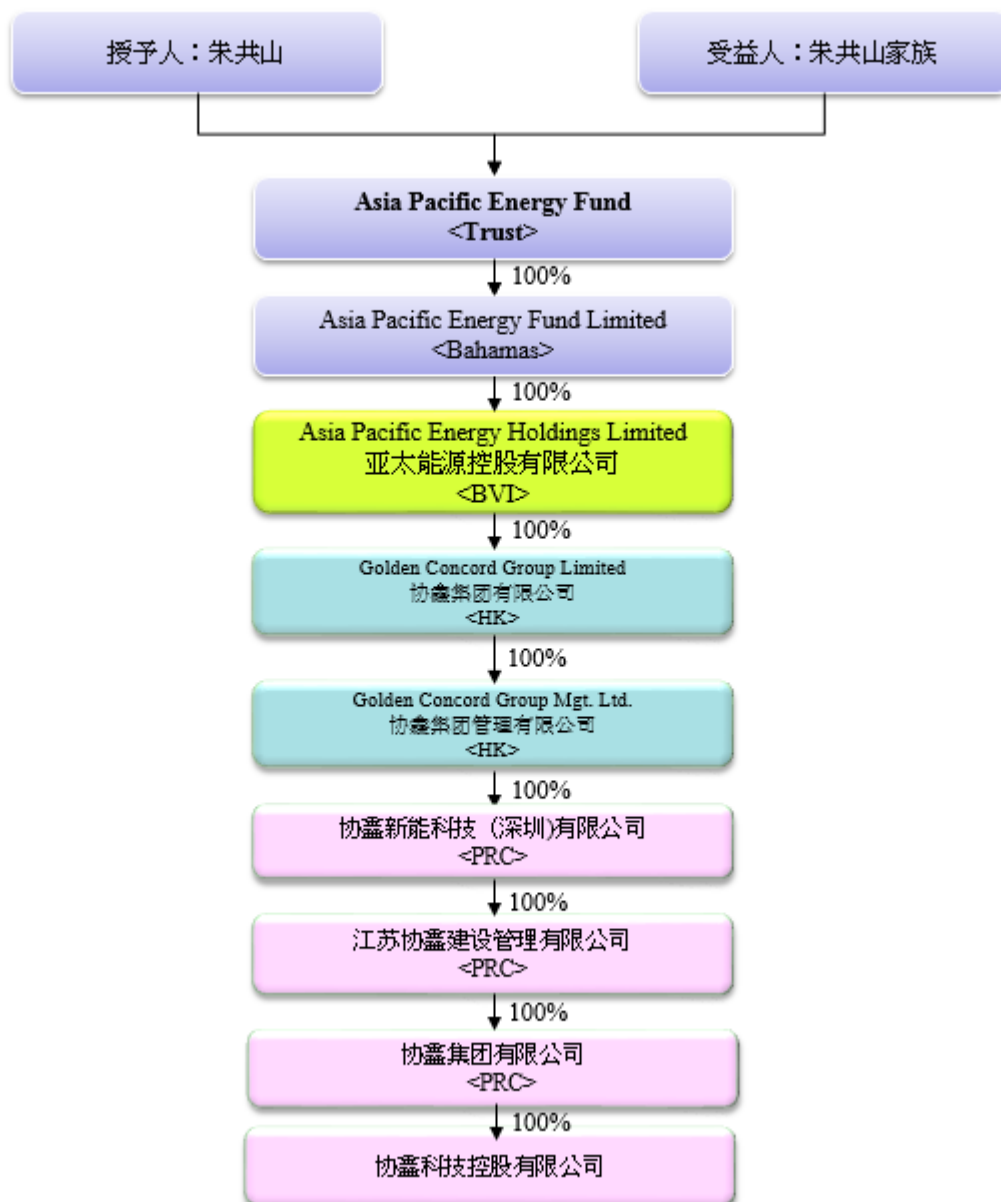 授予人：朱共山
受益人：朱共山家族
Asia Pacific Energy Fund
<Trust>
100%
Asia Pacific Energy Fund Limited
<Bahamas>
100%
Asia Pacific Energy Holdings Limited
亚太能源控股有限公司
<BVI>
100%
Golden Concord Group Limited
协鑫集团有限公司
<HK>
100%
Golden Concord Group Mgt. Ltd.
协鑫集团管理有限公司
<HK>
100%
协鑫新能科技（深圳)有限公司
<PRC>
100%
江苏协鑫建设管理有限公司
<PRC>
100%
协鑫集团有限公司
<PRC>
100%
协鑫科技控股有限公司